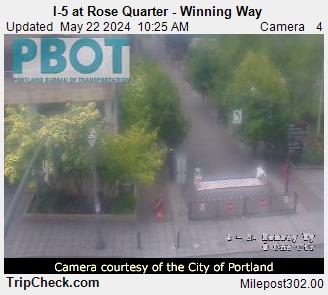 I-5 at Rose Quarter - Winning Way
Updated May 22 2024 10:25 AM Camera 4
PBOT
PORTLAND BUREAU OF TRANSPORTATION
Camera courtesy of the City of Portland
TripCheck.com Milepost302.00